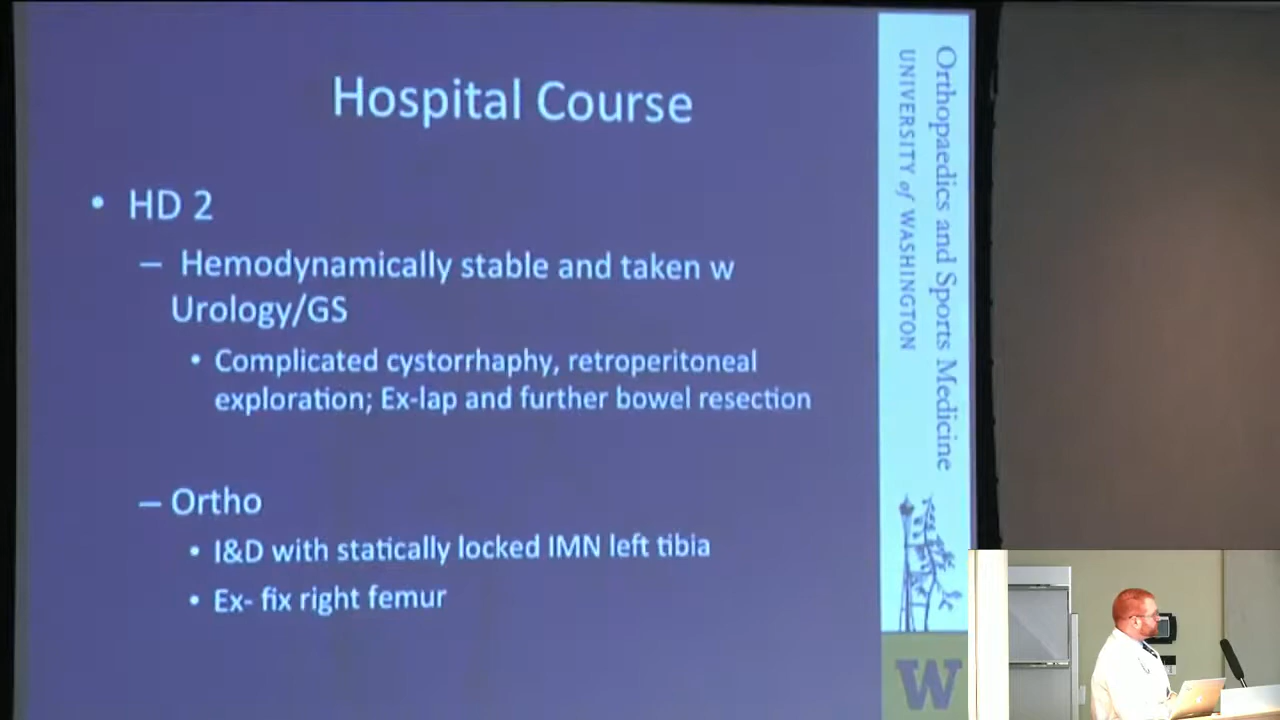 Hospital Course
• HD 2
– Hemodynamically stable and taken w
Urology/GS
• Complicated cystorrhaphy, retroperitoneal
exploration; Ex-lap and further bowel resection
– Ortho
• I&D with statically locked IMN left tibia
• Ex- fix right femur
Orthopaedics and Sports Medicine
UNIVERSITY of WASHINGTON
W